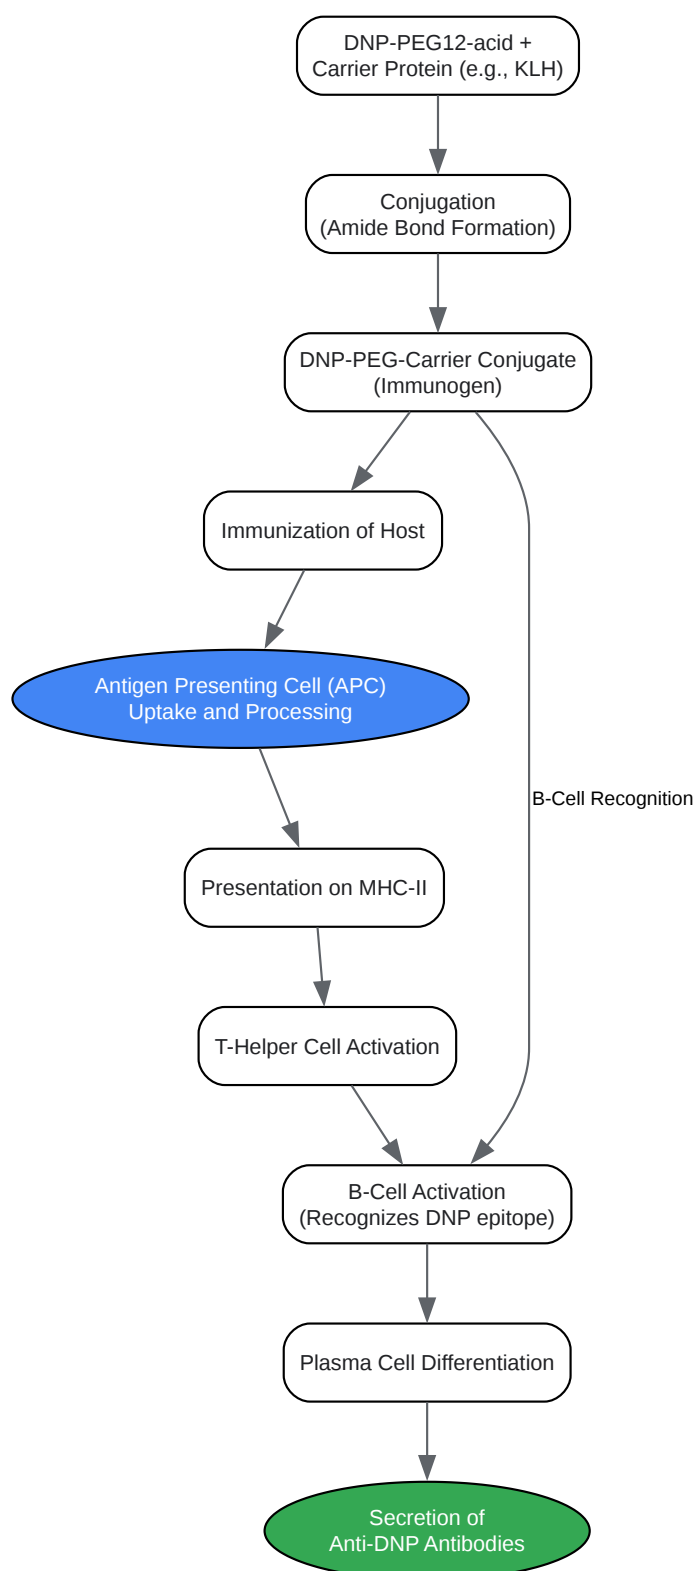 DNP-PEG12-acid +
Carrier Protein (e.g., KLH)
Conjugation
(Amide Bond Formation)
DNP-PEG-Carrier Conjugate
(Immunogen)
Immunization of Host
Antigen Presenting Cell (APC)
Uptake and Processing
B-Cell Recognition
Presentation on MHC-II
T-Helper Cell Activation
B-Cell Activation
(Recognizes DNP epitope)
Plasma Cell Differentiation
Secretion of
Anti-DNP Antibodies